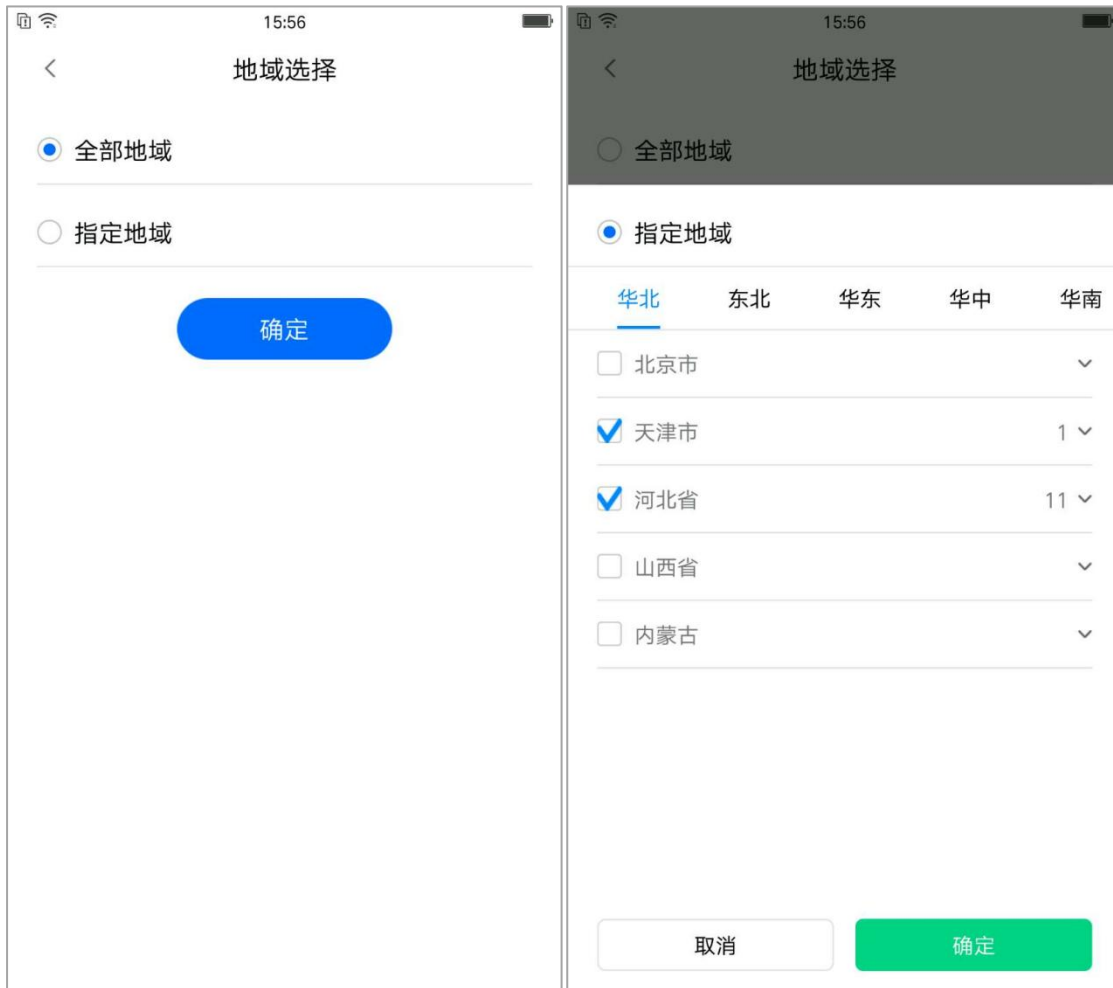 15:56
地域选择
全部地域
指定地域
确定
15:56
地域选择
全部地域
指定地域
华北 东北 华东 华中 华南
北京市
天津市 1
河北省 11
山西省
内蒙古
取消 确定